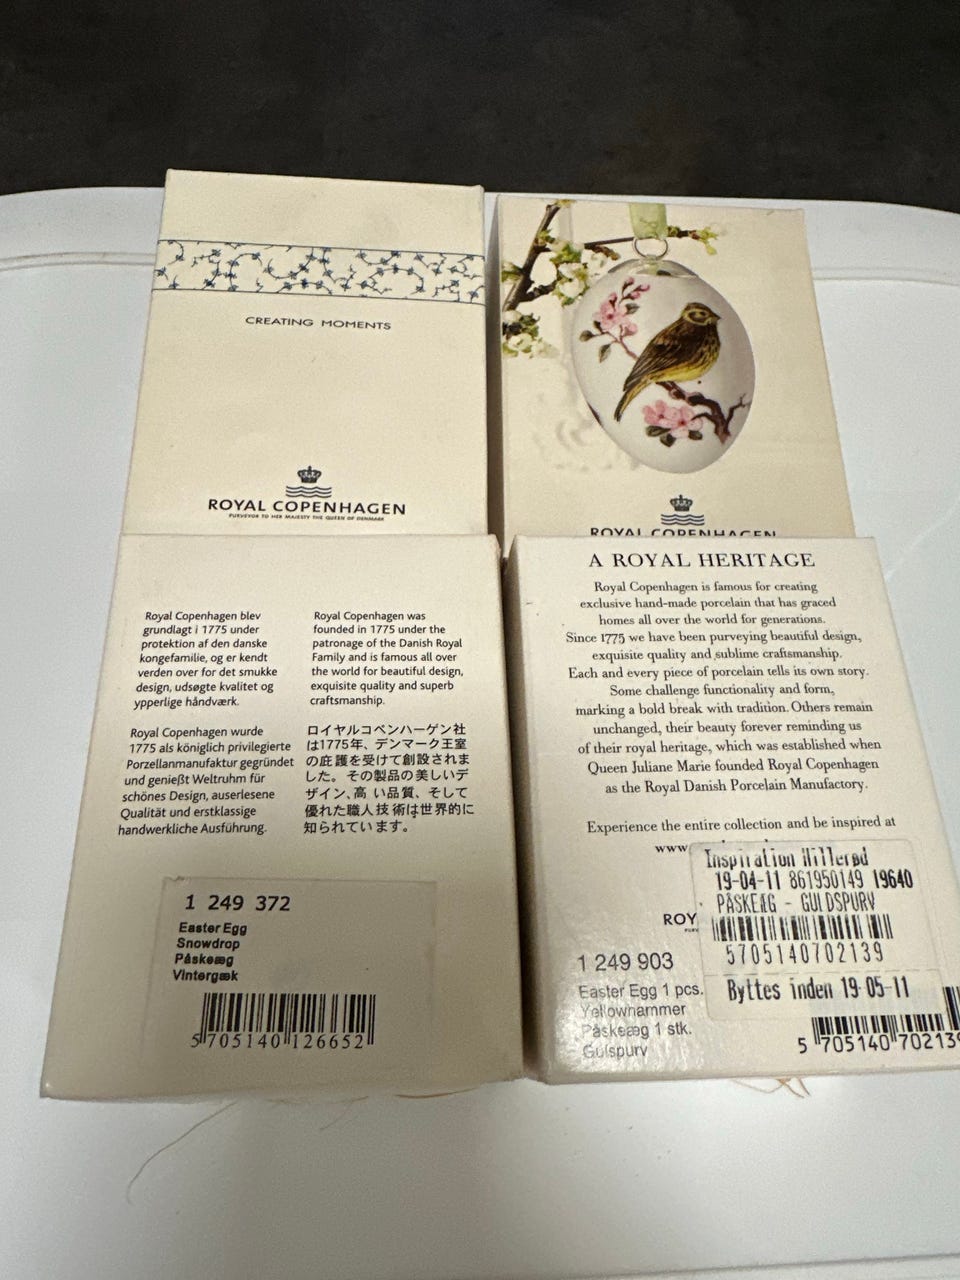 CREATING MOMENTS
ROYAL COPENHAGEN
PURVEYOR TO HER MAJESTY THE QUEEN OF DENMARK
ROYAL COPENHAGEN
Royal Copenhagen blev
grundlagt i 1775 under
protektion af den danske
kongefamilie, og er kendt
verden over for det smukke
design, udsøgte kvalitet og
ypperlige håndværk.
Royal Copenhagen was
founded in 1775 under the
patronage of the Danish Royal
Family and is famous all over
the world for beautiful design,
exquisite quality and superb
craftsmanship.
Royal Copenhagen wurde
1775 als königlich privilegierte
Porzellanmanufaktur gegründet
und genießt Weltruhm für
schönes Design, auserlesene
Qualität und erstklassige
handwerkliche Ausführung.
ロイヤルコペンハーゲン社
は1775年、デンマーク王室
の庇護を受けて創設されま
した。その製品の美しいデ
ザイン、高い品質、そして
優れた職人技術は世界的に
知られています。
1 249 372
Easter Egg
Snowdrop
Påskeæg
Vintergæk
5 705140 126652
A ROYAL HERITAGE
Royal Copenhagen is famous for creating
exclusive hand-made porcelain that has graced
homes all over the world for generations.
Since 1775 we have been purveying beautiful design,
exquisite quality and sublime craftsmanship.
Each and every piece of porcelain tells its own story.
Some challenge functionality and form,
marking a bold break with tradition. Others remain
unchanged, their beauty forever reminding us
of their royal heritage, which was established when
Queen Juliane Marie founded Royal Copenhagen
as the Royal Danish Porcelain Manufactory.
Experience the entire collection and be inspired at
www
ROY
Inspiration Hillerød
19-04-11 861950149 19640
PÅSKEÆG - GULDSPURV
5705140702139
Byttes inden 19-05-11
1 249 903
Easter Egg 1 pcs.
Yellowhammer
Påskeæg 1 stk.
Gulspurv
5 705140 702139